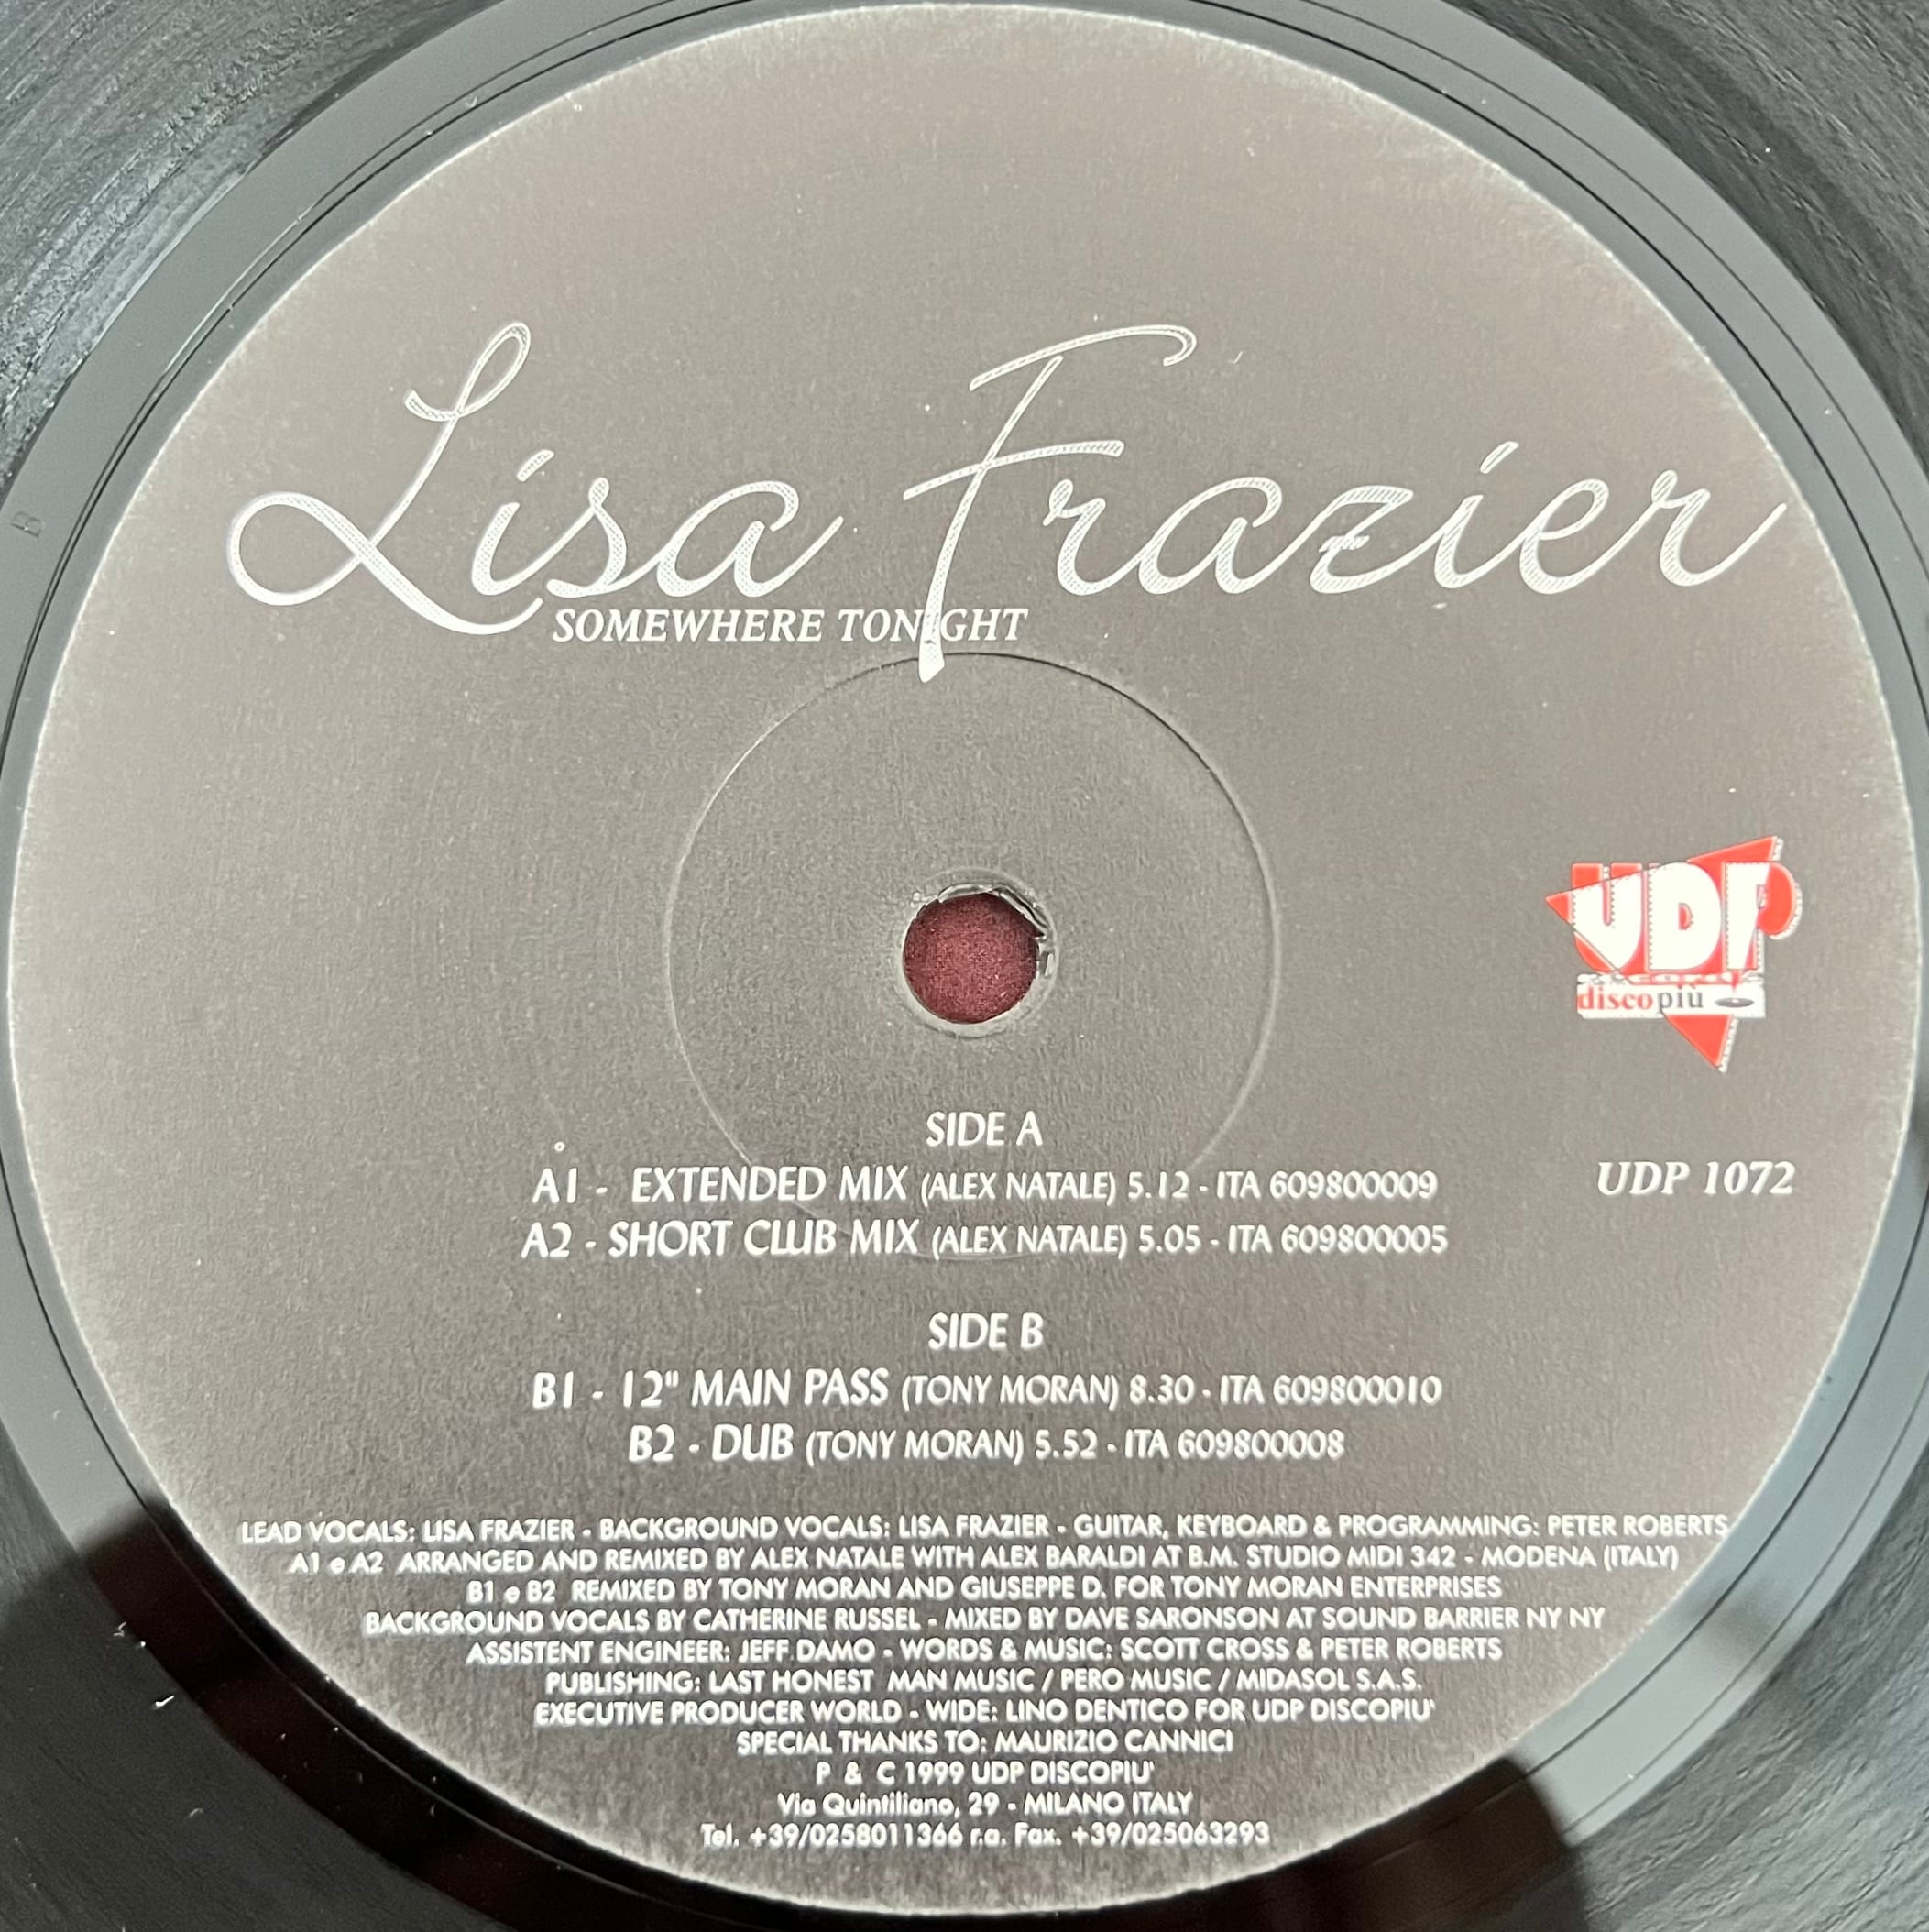 Lisa Frazier
SOMEWHERE TONIGHT
UDP
discopiù
UDP 1072
SIDE A
A1 - EXTENDED MIX (ALEX NATALE) 5.12 - ITA 609800009
A2 - SHORT CLUB MIX (ALEX NATALE) 5.05 - ITA 609800005
SIDE B
B1 - 12" MAIN PASS (TONY MORAN) 8.30 - ITA 609800010
B2 - DUB (TONY MORAN) 5.52 - ITA 609800008
LEAD VOCALS: LISA FRAZIER - BACKGROUND VOCALS: LISA FRAZIER - GUITAR, KEYBOARD & PROGRAMMING: PETER ROBERTS
A1 e A2 ARRANGED AND REMIXED BY ALEX NATALE WITH ALEX BARALDI AT B.M. STUDIO MIDI 342 - MODENA (ITALY)
B1 e B2 REMIXED BY TONY MORAN AND GIUSEPPE D. FOR TONY MORAN ENTERPRISES
BACKGROUND VOCALS BY CATHERINE RUSSEL - MIXED BY DAVE SARONSON AT SOUND BARRIER NY NY
ASSISTENT ENGINEER: JEFF DAMO - WORDS & MUSIC: SCOTT CROSS & PETER ROBERTS
PUBLISHING: LAST HONEST MAN MUSIC / PERO MUSIC / MIDASOL S.A.S.
EXECUTIVE PRODUCER WORLD - WIDE: LINO DENTICO FOR UDP DISCOPIU'
SPECIAL THANKS TO: MAURIZIO CANNICI
P & C 1999 UDP DISCOPIU'
Via Quintiliano, 29 - MILANO ITALY
Tel. +39/0258011366 r.a. Fax. +39/025063293